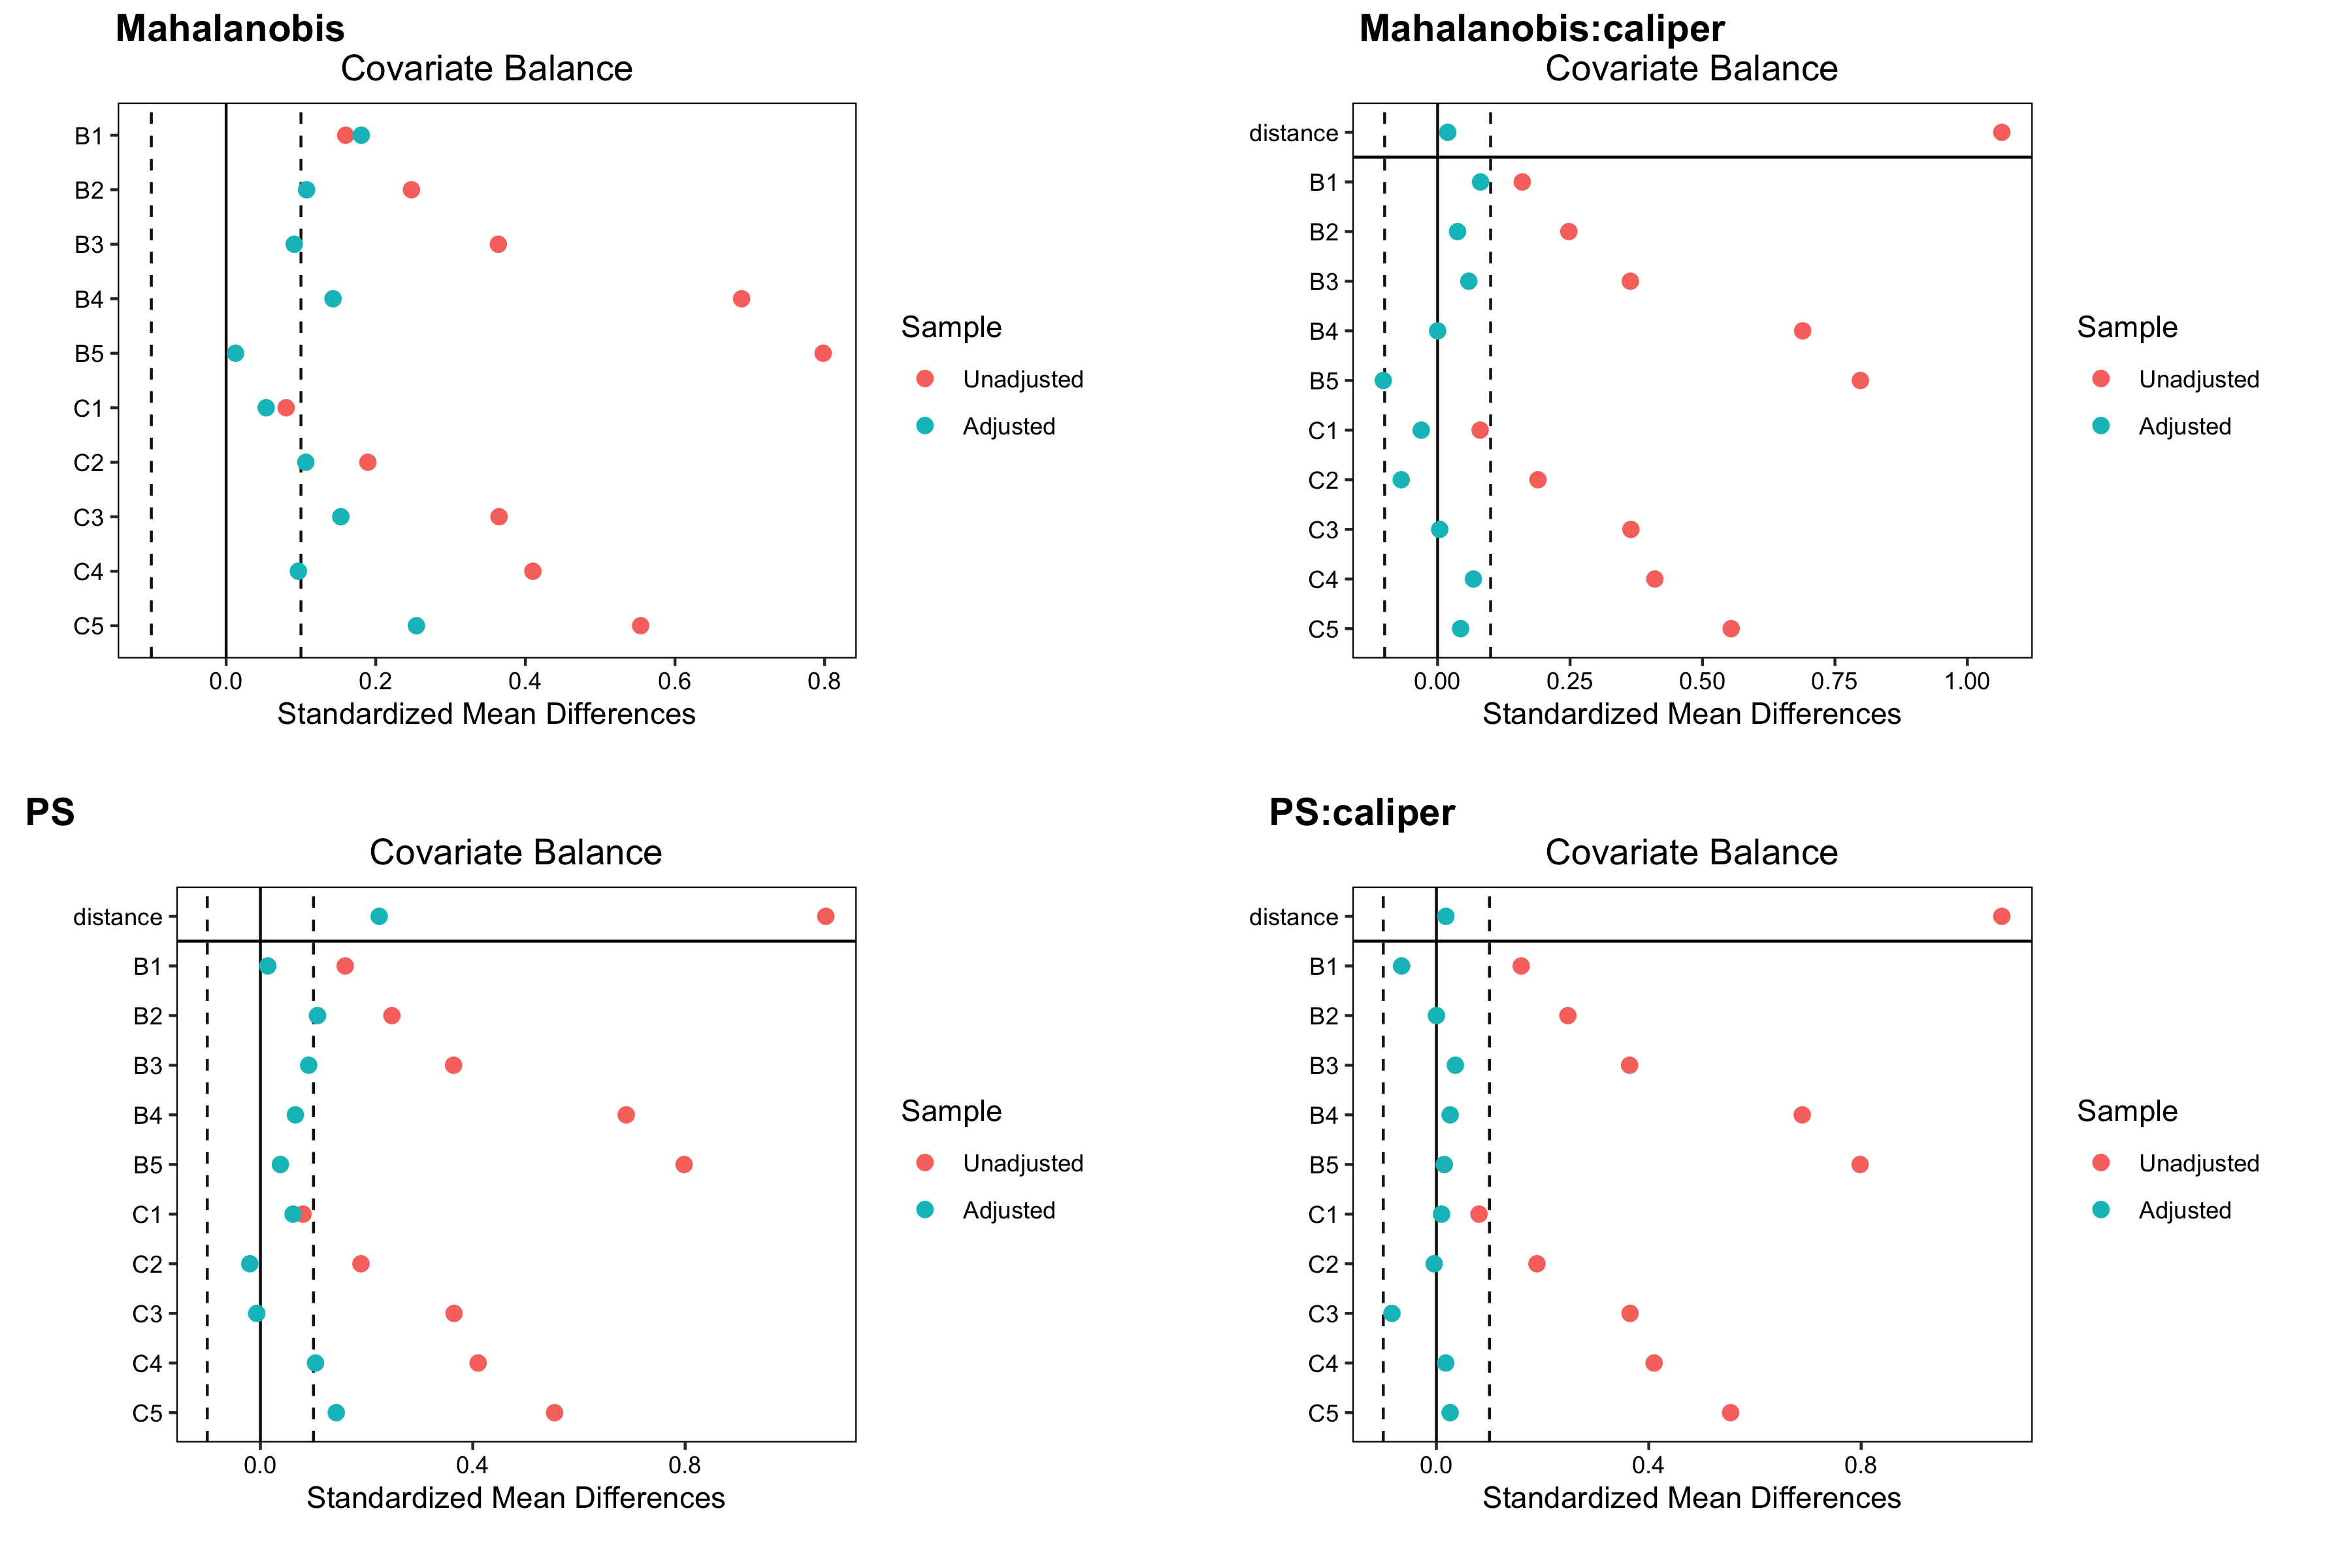 Mahalanobis
Covariate Balance
B1
B2
B3
B4
B5
C1
C2
C3
C4
C5
0.0 0.2 0.4 0.6 0.8
Standardized Mean Differences
Sample
Unadjusted
Adjusted
Mahalanobis:caliper
Covariate Balance
distance
B1
B2
B3
B4
B5
C1
C2
C3
C4
C5
0.00 0.25 0.50 0.75 1.00
Standardized Mean Differences
Sample
Unadjusted
Adjusted
PS
Covariate Balance
distance
B1
B2
B3
B4
B5
C1
C2
C3
C4
C5
0.0 0.4 0.8
Standardized Mean Differences
Sample
Unadjusted
Adjusted
PS:caliper
Covariate Balance
distance
B1
B2
B3
B4
B5
C1
C2
C3
C4
C5
0.0 0.4 0.8
Standardized Mean Differences
Sample
Unadjusted
Adjusted